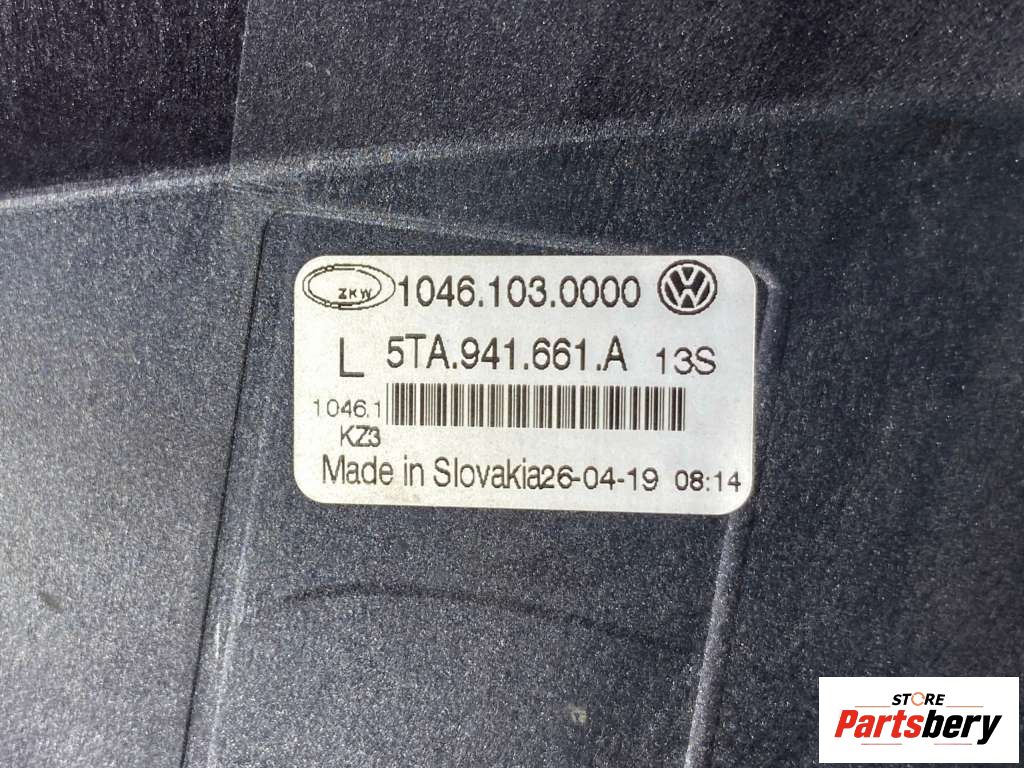 ZKW 1046.103.0000
L 5TA.941.661.A 13S
1046.1
KZ3
Made in Slovakia26-04-19 08:14
STORE
Partsbery